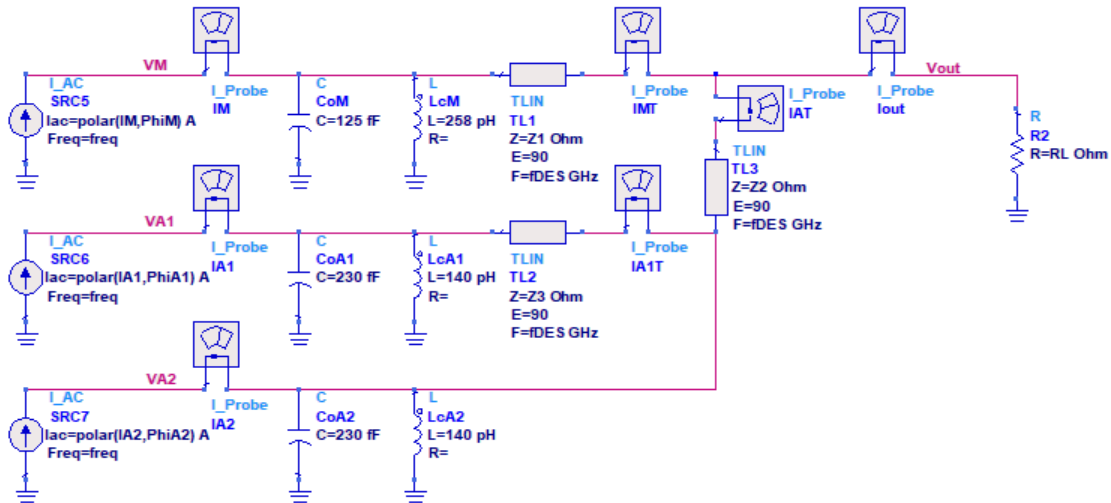 VM
I_AC
SRC5
Iac=polar(IM,PhiM) A
Freq=freq
I_Probe
IM
C
CoM
C=125 fF
L
LcM
L=258 pH
R=
TLIN
TL1
Z=Z1 Ohm
E=90
F=fDES GHz
I_Probe
IMT
I_Probe
IAT
I_Probe
Iout
Vout
R
R2
R=RL Ohm
TLIN
TL3
Z=Z2 Ohm
E=90
F=fDES GHz
VA1
I_AC
SRC6
Iac=polar(IA1,PhiA1) A
Freq=freq
I_Probe
IA1
C
CoA1
C=230 fF
L
LcA1
L=140 pH
R=
TLIN
TL2
Z=Z3 Ohm
E=90
F=fDES GHz
I_Probe
IA1T
VA2
I_AC
SRC7
Iac=polar(IA2,PhiA2) A
Freq=freq
I_Probe
IA2
C
CoA2
C=230 fF
L
LcA2
L=140 pH
R=